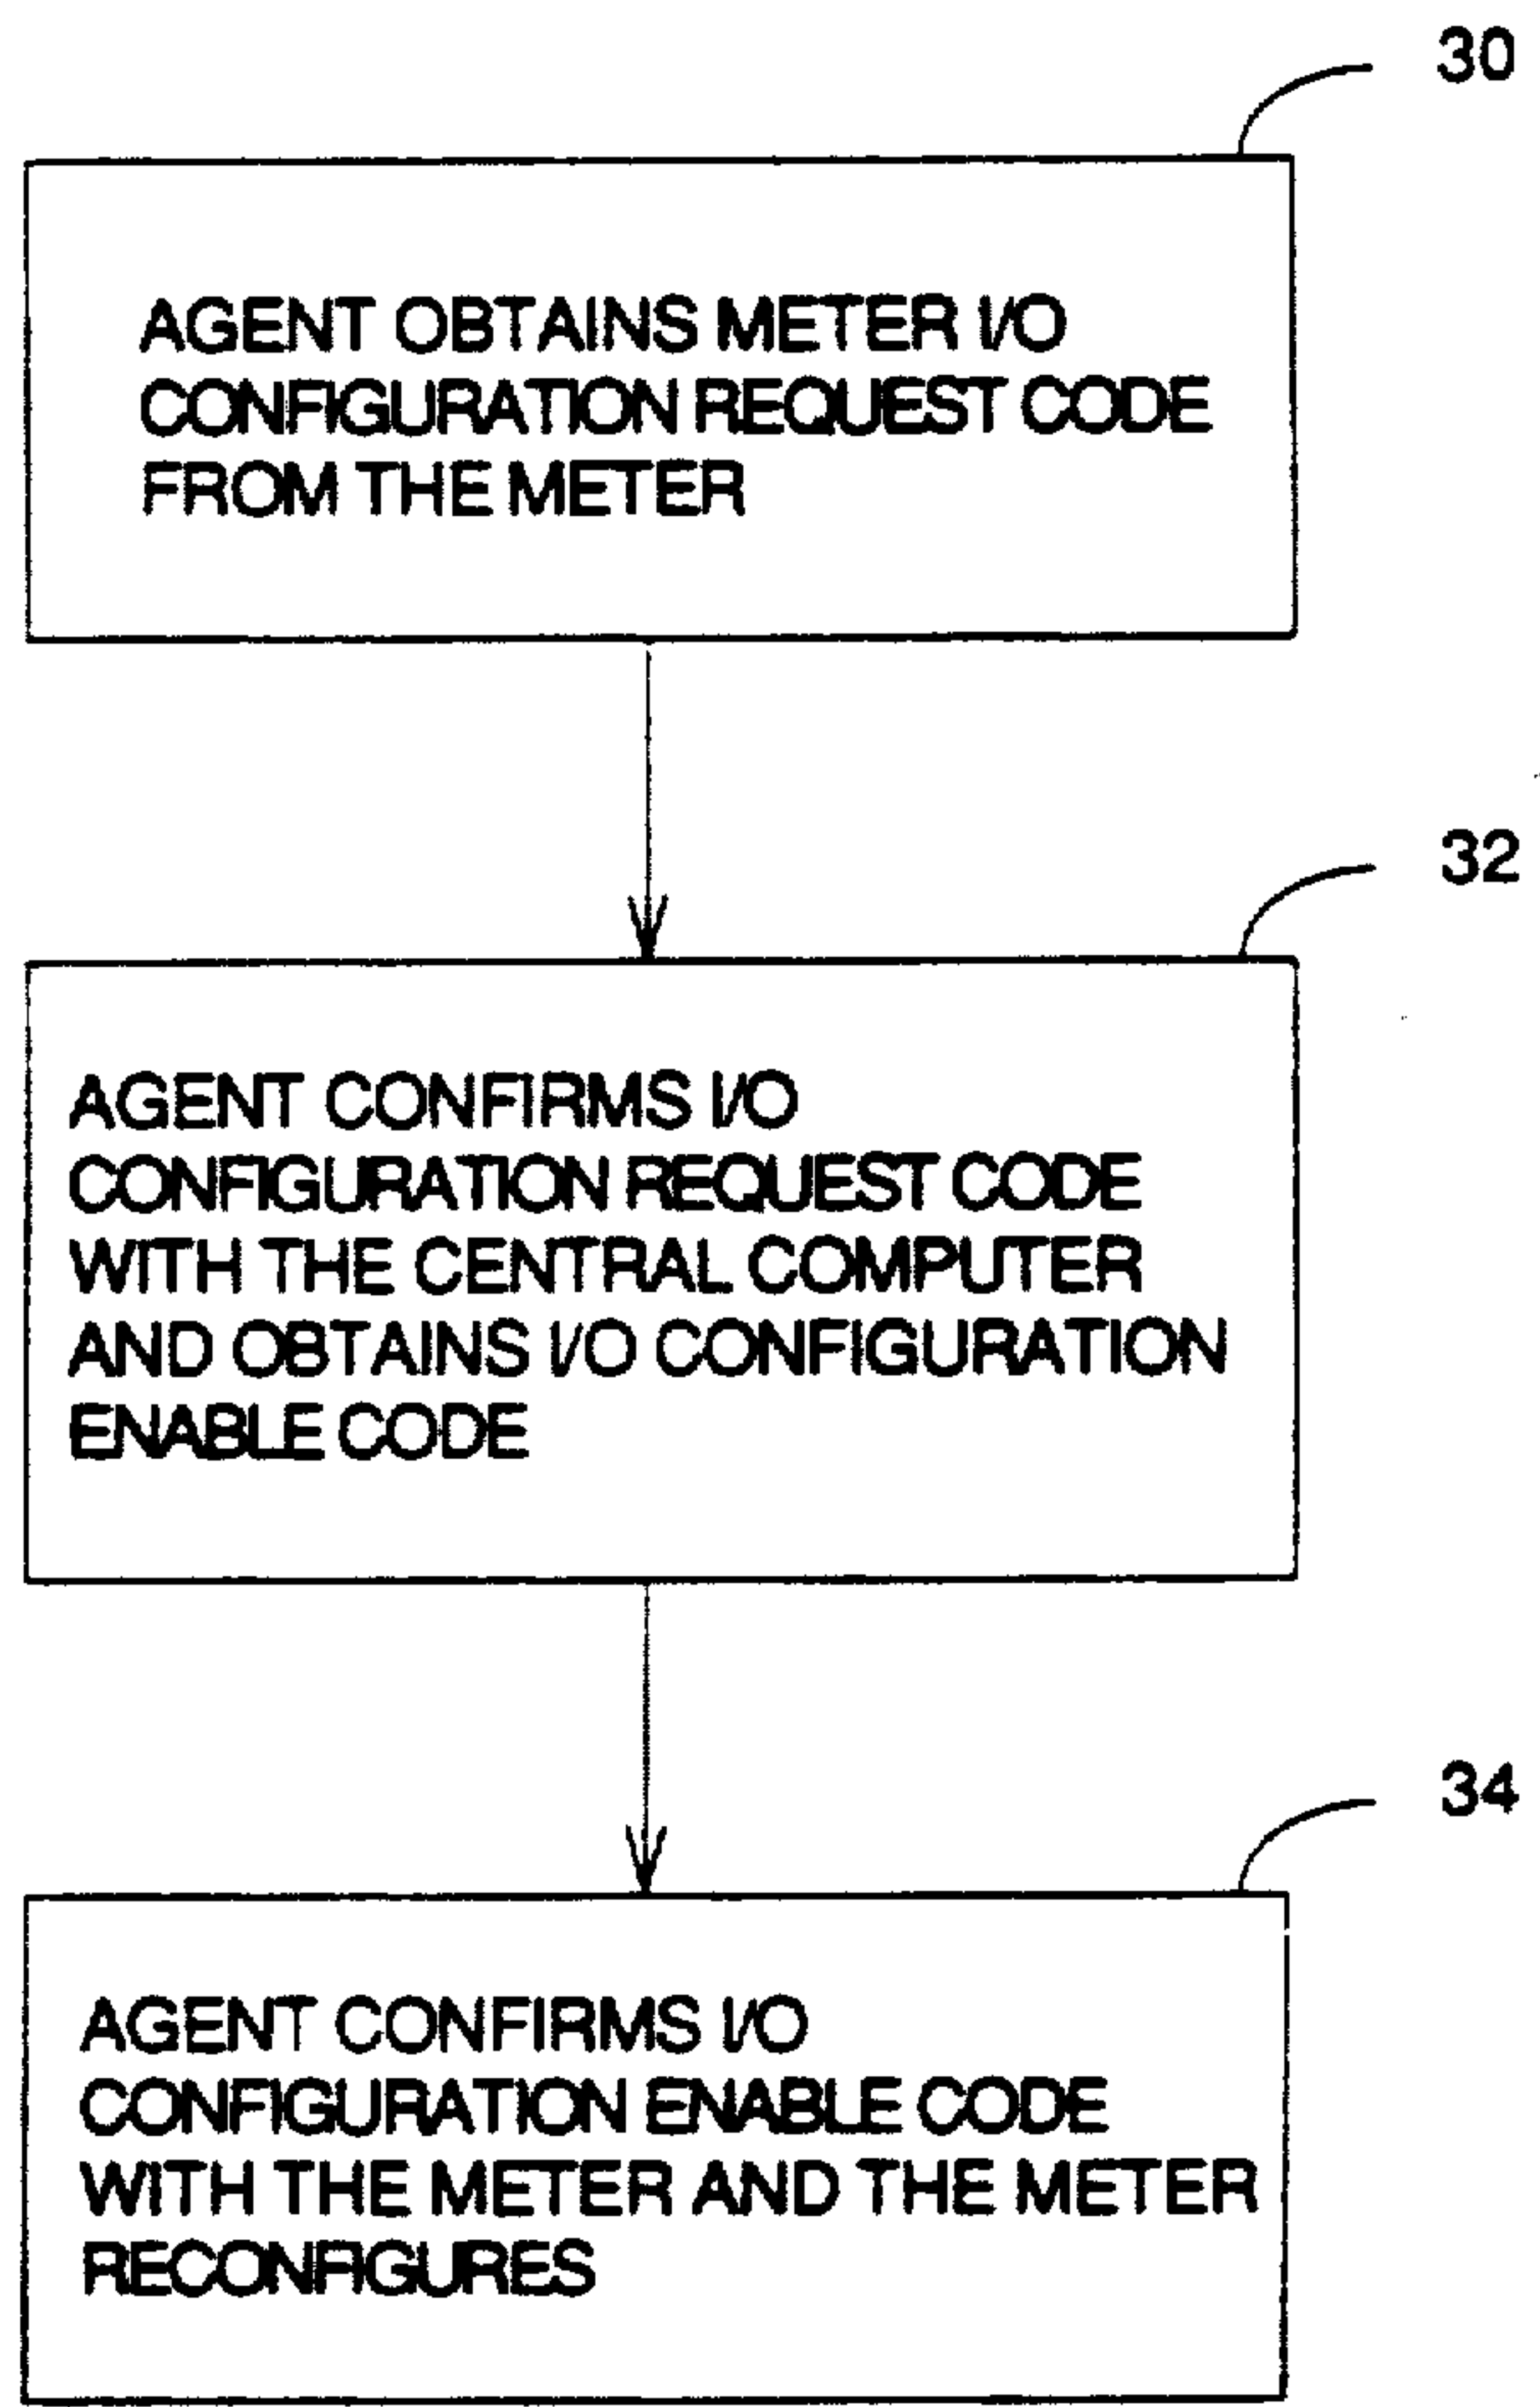 30
AGENT OBTAINS METER I/O
CONFIGURATION REQUEST CODE
FROM THE METER
32
AGENT CONFIRMS I/O
CONFIGURATION REQUEST CODE
WITH THE CENTRAL COMPUTER
AND OBTAINS I/O CONFIGURATION
ENABLE CODE
34
AGENT CONFIRMS I/O
CONFIGURATION ENABLE CODE
WITH THE METER AND THE METER
RECONFIGURES